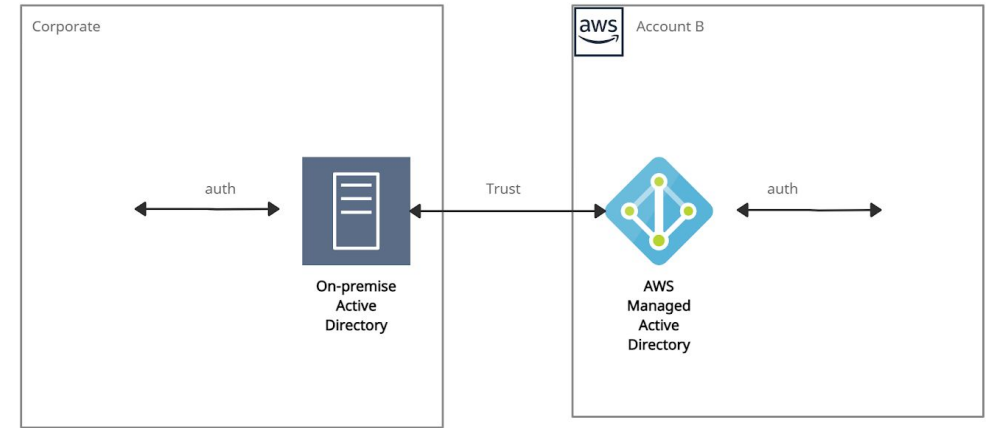 Corporate
aws
Account B
auth
Trust
auth
On-premise
Active
Directory
AWS
Managed
Active
Directory